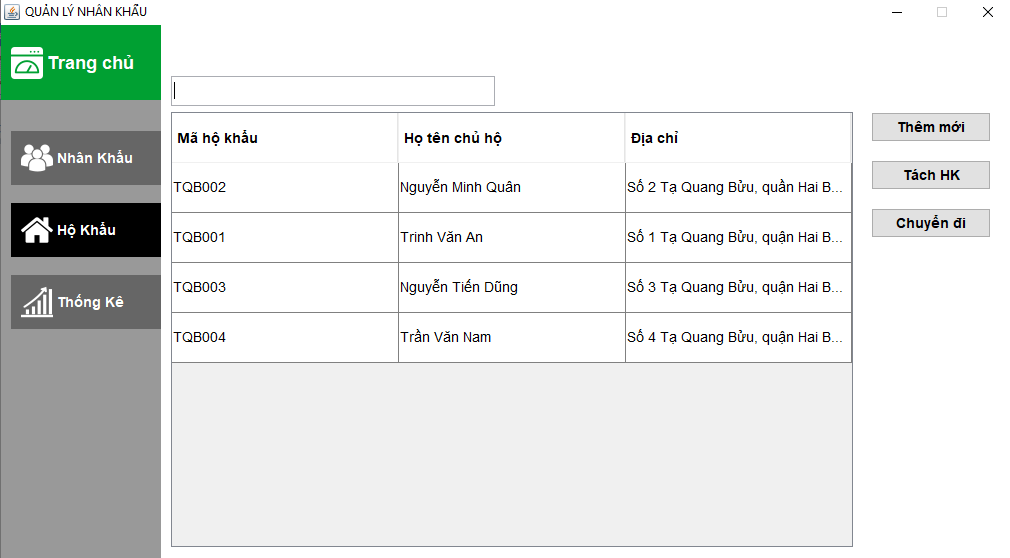 QUẢN LÝ NHÂN KHẨU
Trang chủ
Nhân Khẩu
Hộ Khẩu
Thống Kê
Mã hộ khẩu Họ tên chủ hộ Địa chỉ
TQB002 Nguyễn Minh Quân Số 2 Tạ Quang Bửu, quần Hai B...
TQB001 Trinh Văn An Số 1 Tạ Quang Bửu, quận Hai B...
TQB003 Nguyễn Tiến Dũng Số 3 Tạ Quang Bửu, quận Hai B...
TQB004 Trần Văn Nam Số 4 Tạ Quang Bửu, quận Hai B...
Thêm mới
Tách HK
Chuyển đi